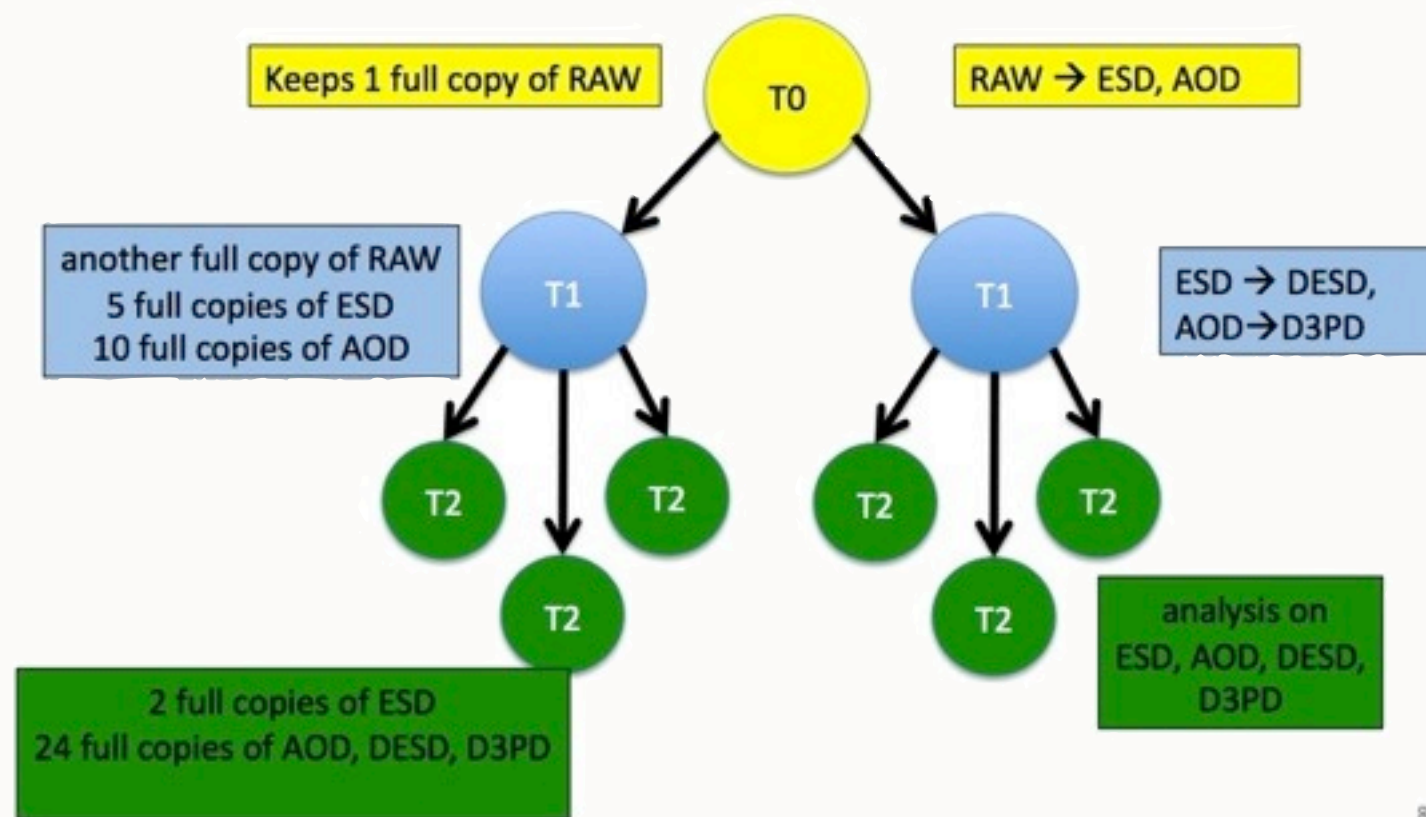 Keeps 1 full copy of RAW
T0
RAW → ESD, AOD
another full copy of RAW
5 full copies of ESD
10 full copies of AOD
T1
T1
ESD → DESD,
AOD→D3PD
T2
T2
T2
T2
T2
T2
analysis on
ESD, AOD, DESD,
D3PD
2 full copies of ESD
24 full copies of AOD, DESD, D3PD